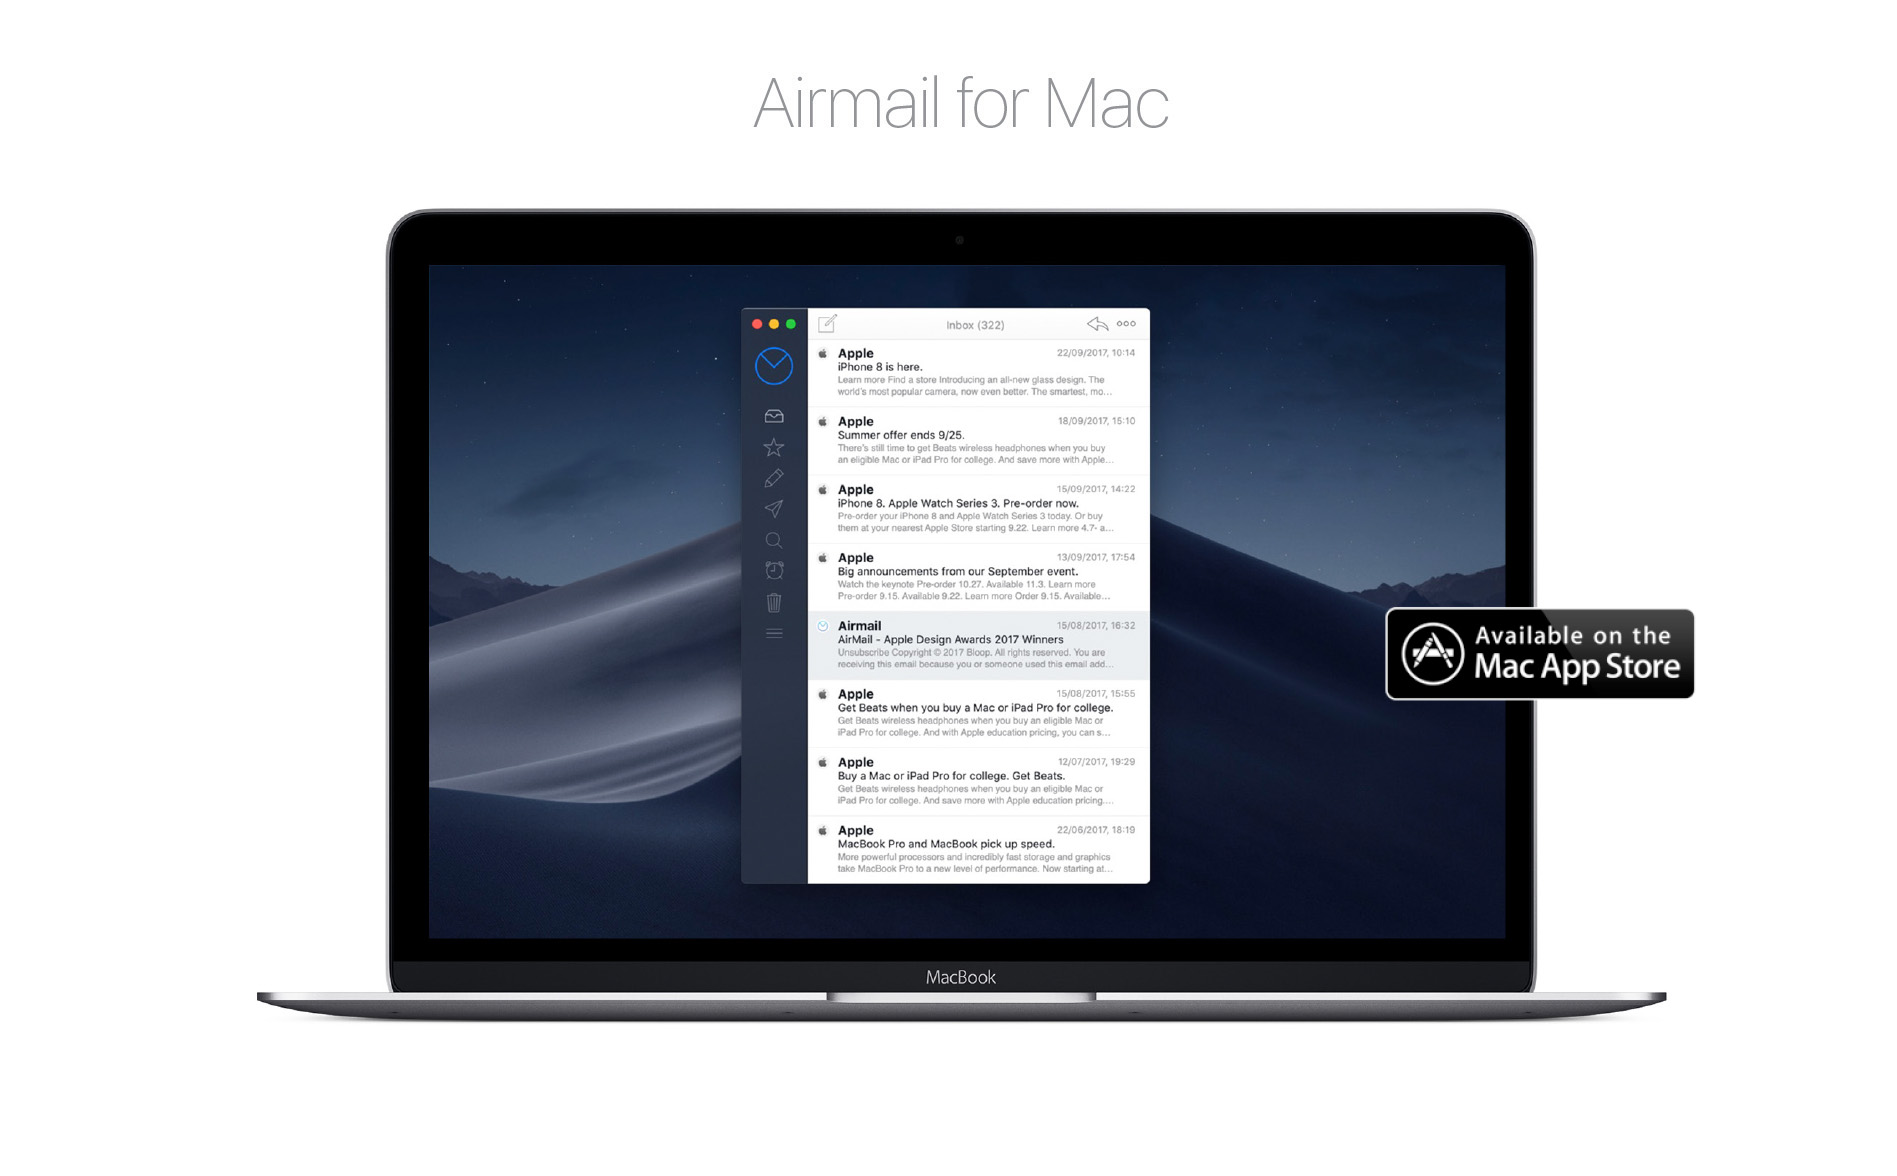 Airmail for Mac
Inbox (322)
Apple
22/09/2017, 10:14
iPhone 8 is here.
Learn more Find a store Introducing an all-new glass design. The
world's most popular camera, now even better. The smartest, mo...
Apple
18/09/2017, 15:10
Summer offer ends 9/25.
There's still time to get Beats wireless headphones when you buy
an eligible Mac or iPad Pro for college. And save more with Apple...
Apple
15/09/2017, 14:22
iPhone 8. Apple Watch Series 3. Pre-order now.
Pre-order your iPhone 8 and Apple Watch Series 3 today. Or buy
them at your nearest Apple Store starting 9.22. Learn more 4.7- a...
Apple
13/09/2017, 17:54
Big announcements from our September event.
Watch the keynote Pre-order 10.27. Available 11.3. Learn more
Pre-order 9.15. Available 9.22. Learn more Order 9.15. Available...
Airmail
15/08/2017, 16:32
AirMail - Apple Design Awards 2017 Winners
Unsubscribe Copyright © 2017 Bloop. All rights reserved. You are
receiving this email because you or someone used this email add...
Apple
15/08/2017, 15:55
Get Beats when you buy a Mac or iPad Pro for college.
Get Beats wireless headphones when you buy an eligible Mac or
iPad Pro for college. And with Apple education pricing, you can s...
Apple
12/07/2017, 19:29
Buy a Mac or iPad Pro for college. Get Beats.
Get Beats wireless headphones when you buy an eligible Mac or
iPad Pro for college. And save more with Apple education pricing....
Apple
22/06/2017, 18:19
MacBook Pro and MacBook pick up speed.
More powerful processors and incredibly fast storage and graphics
take MacBook Pro to a new level of performance. Now starting at...
Available on the
Mac App Store
MacBook